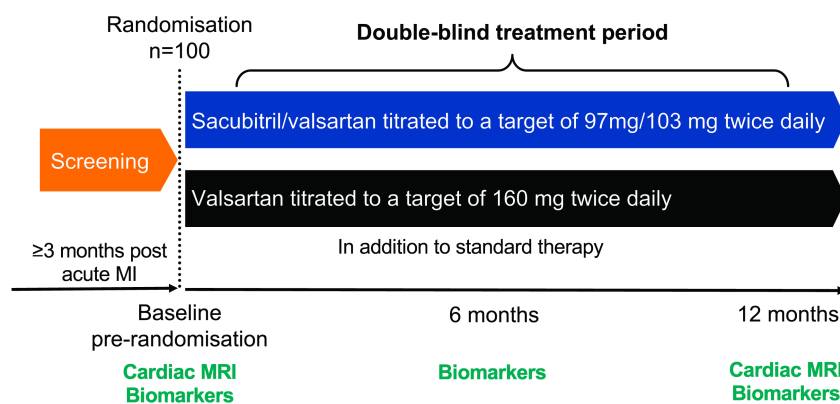 Randomisation
n=100
Double-blind treatment period
Sacubitril/valsartan titrated to a target of 97mg/103 mg twice daily
Screening
Valsartan titrated to a target of 160 mg twice daily
≥3 months post
acute MI
In addition to standard therapy
Baseline
pre-randomisation
6 months
12 months
Cardiac MRI
Biomarkers
Biomarkers
Cardiac MRI
Biomarkers